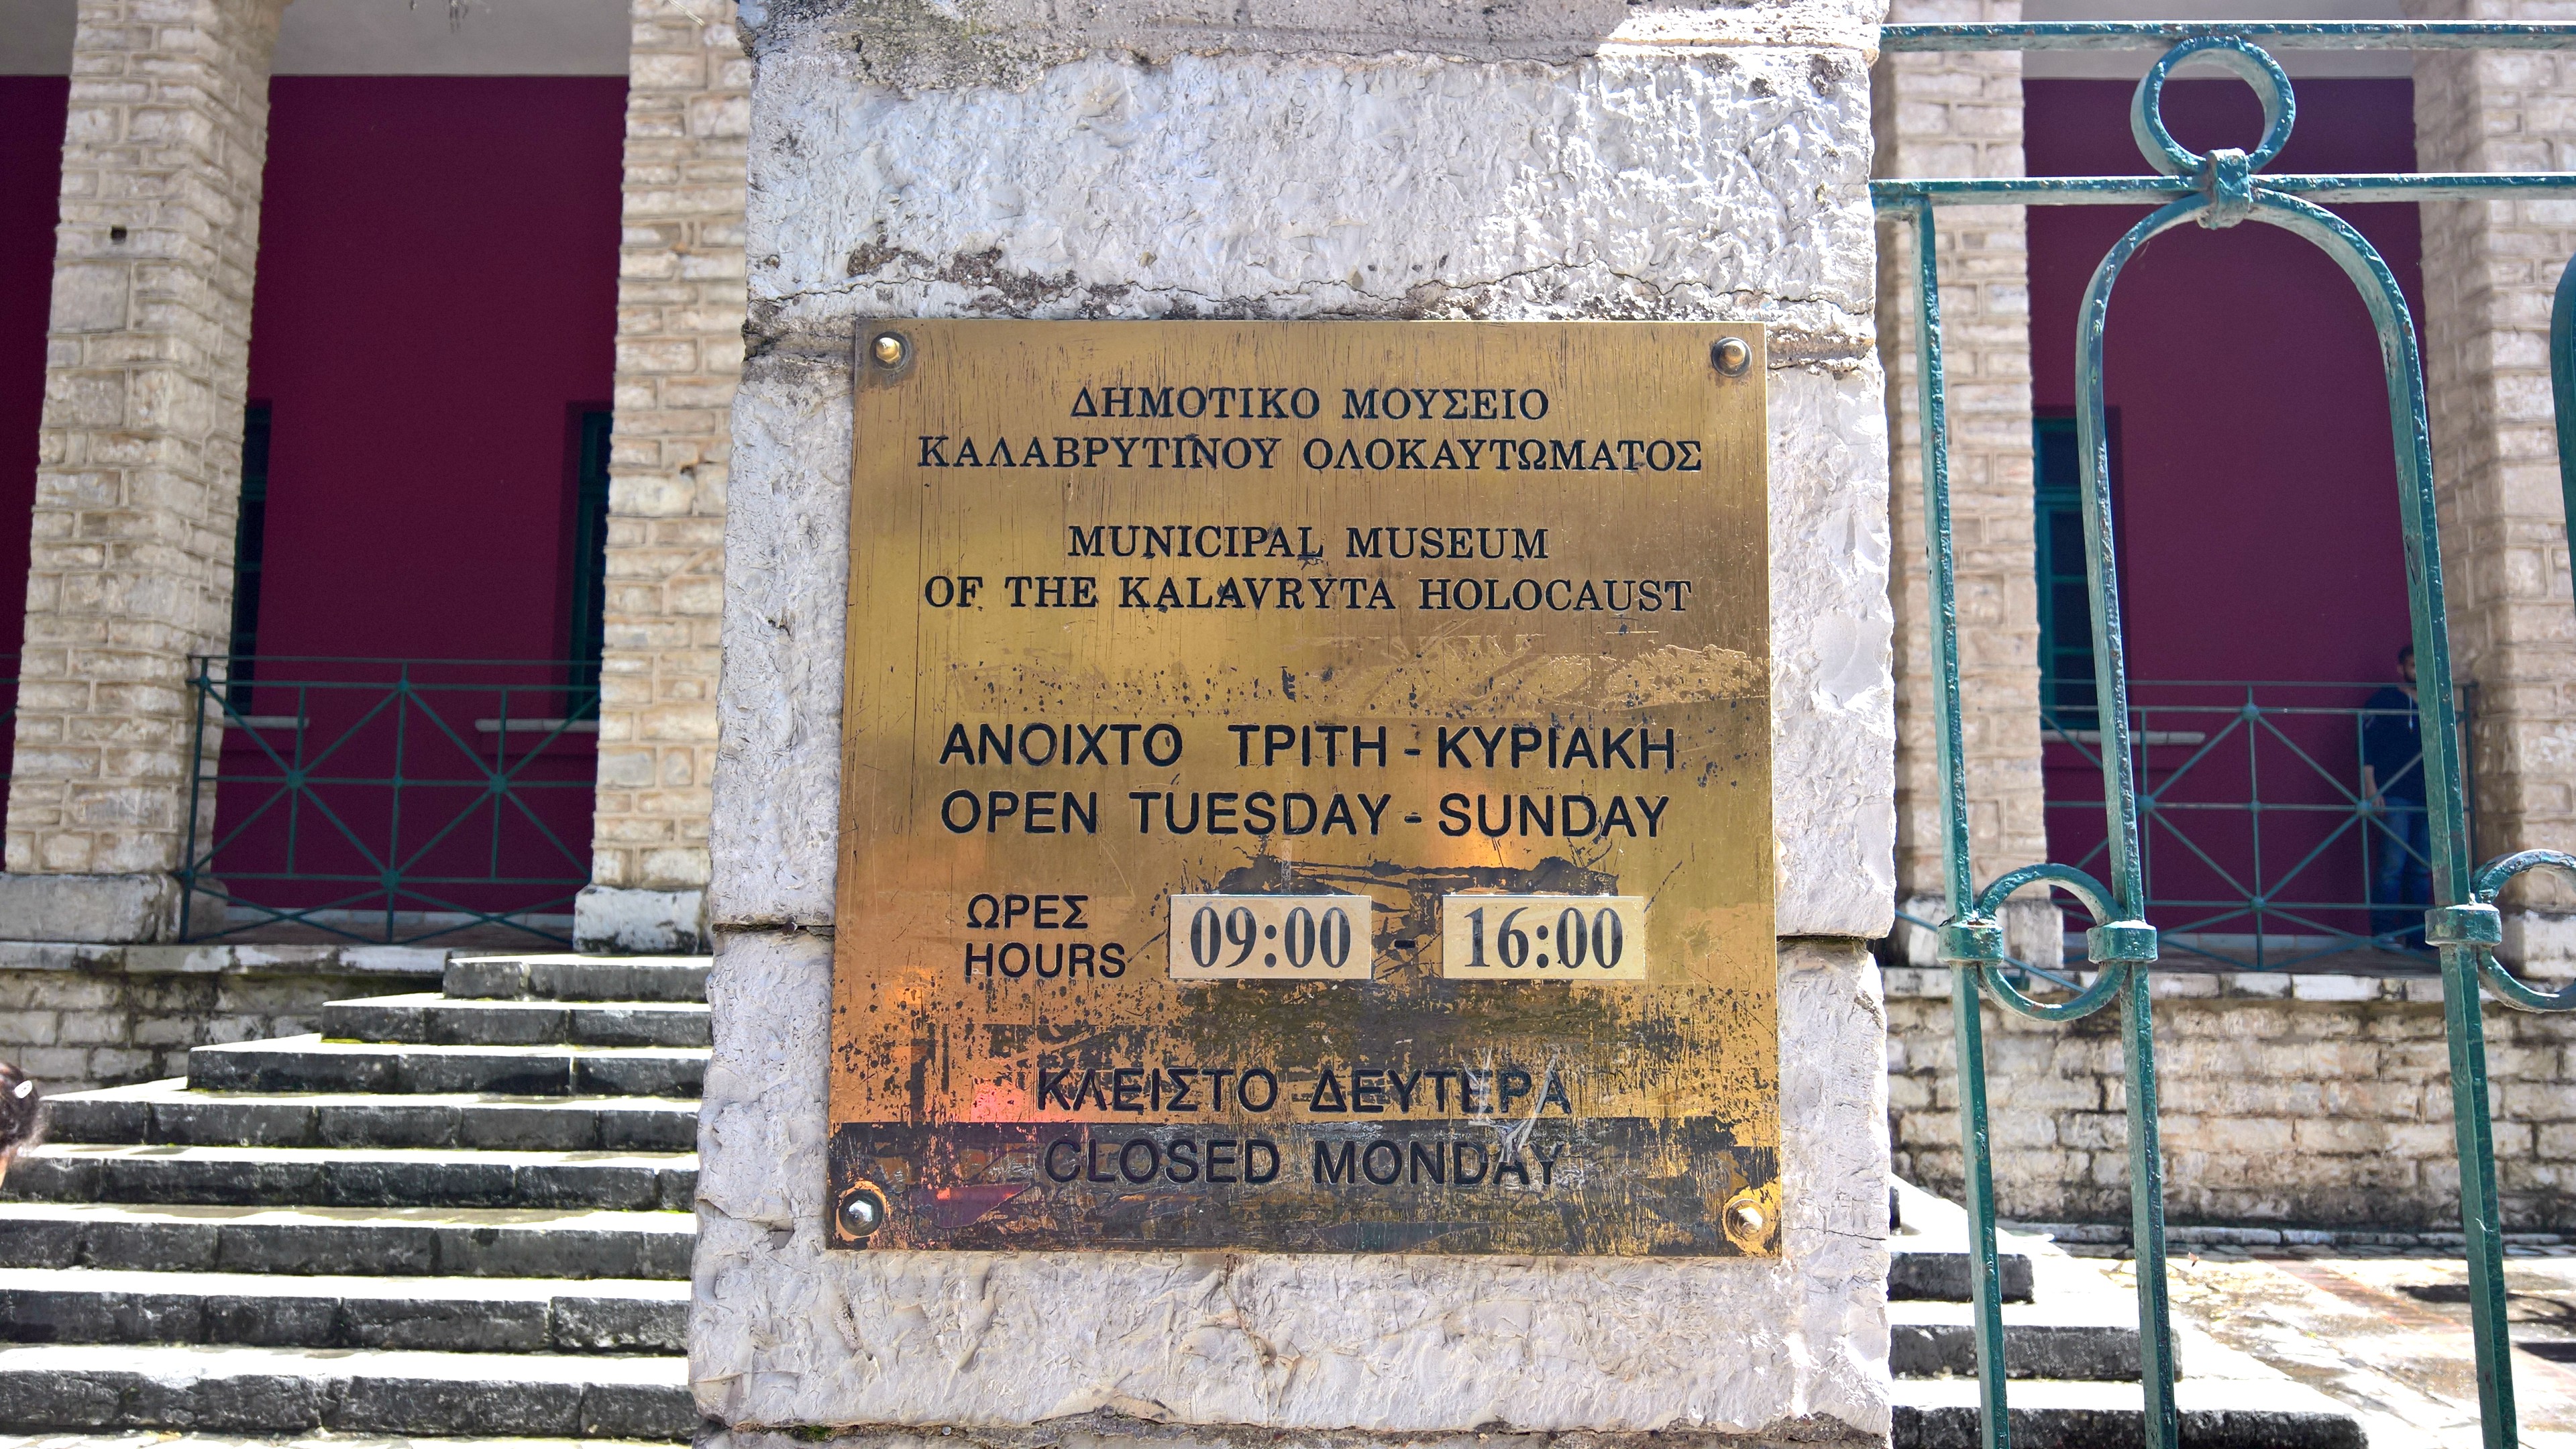 ΔΗΜΟΤΙΚΟ ΜΟΥΣΕΙΟ
ΚΑΛΑΒΡΥΤΙΝΟΥ ΟΛΟΚΑΥΤΩΜΑΤΟΣ
MUNICIPAL MUSEUM
OF THE KALAVRYTA HOLOCAUST
ΑΝΟΙΧΤΟ ΤΡΙΤΗ - ΚΥΡΙΑΚΗ
OPEN TUESDAY - SUNDAY
ΩΡΕΣ
HOURS
09:00 - 16:00
ΚΛΕΙΣΤΟ ΔΕΥΤΕΡΑ
CLOSED MONDAY